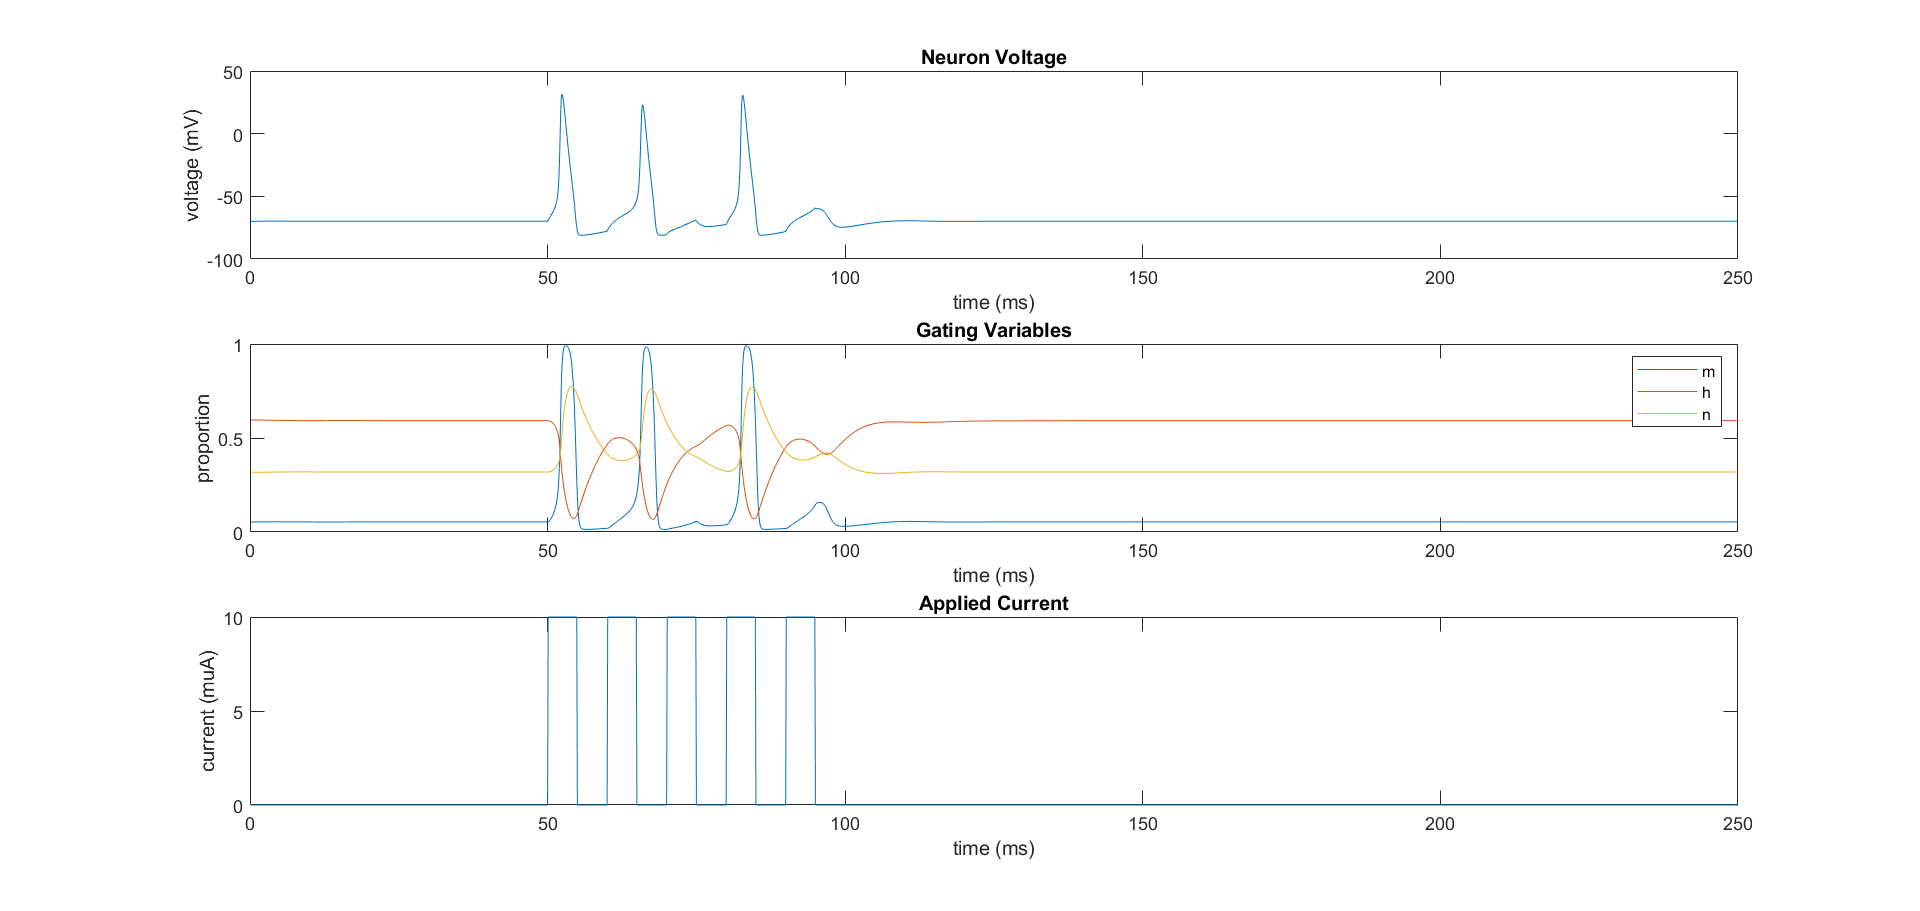 Neuron Voltage
50
0
-50
-100
voltage (mV)
0 50 100 150 200 250
time (ms)
Gating Variables
1
0.5
0
proportion
m
h
n
0 50 100 150 200 250
time (ms)
Applied Current
10
5
0
current (muA)
0 50 100 150 200 250
time (ms)